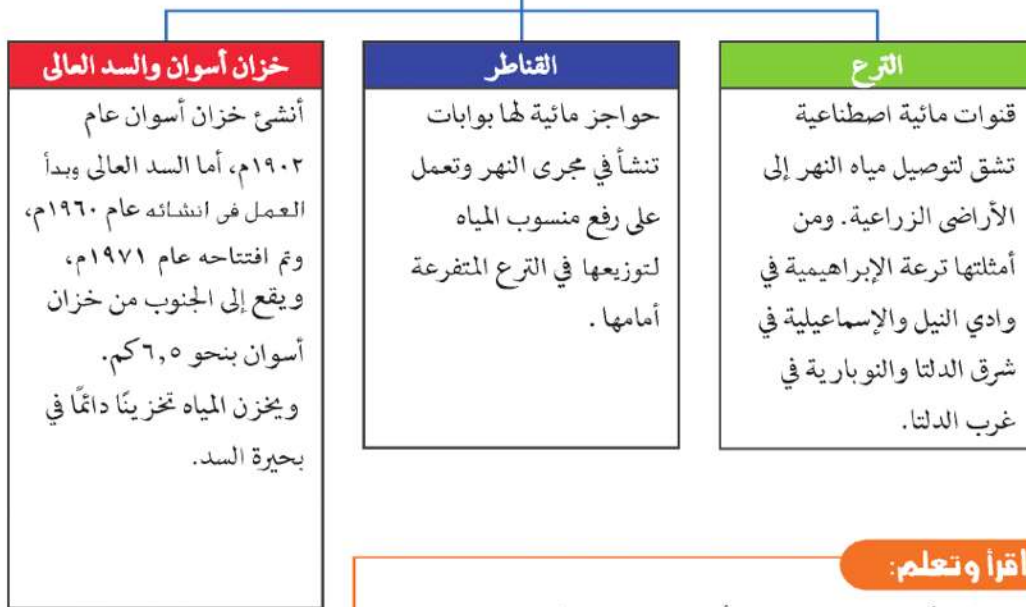 الترع
قنوات مائية اصطناعية
تشق لتوصيل مياه النهر إلى
الأراضى الزراعية. ومن
أمثلتها ترعة الإبراهيمية في
وادي النيل والإسماعيلية في
شرق الدلتا والنوبارية في
غرب الدلتا.
القناطر
حواجز مائية لها بوابات
تنشأ في مجرى النهر وتعمل
على رفع منسوب المياه
لتوزيعها في الترع المتفرعة
أمامها .
خزان أسوان والسد العالى
أنشئ خزان أسوان عام
١٩٠٢م، أما السد العالى وبدأ
العمل فى انشائه عام ١٩٦٠م،
وتم افتتاحه عام ١٩٧١م،
ويقع إلى الجنوب من خزان
أسوان بنحو ٦,٥ كم.
ويخزن المياه تخزينًا دائمًا في
بحيرة السد.
اقرأ وتعلم: